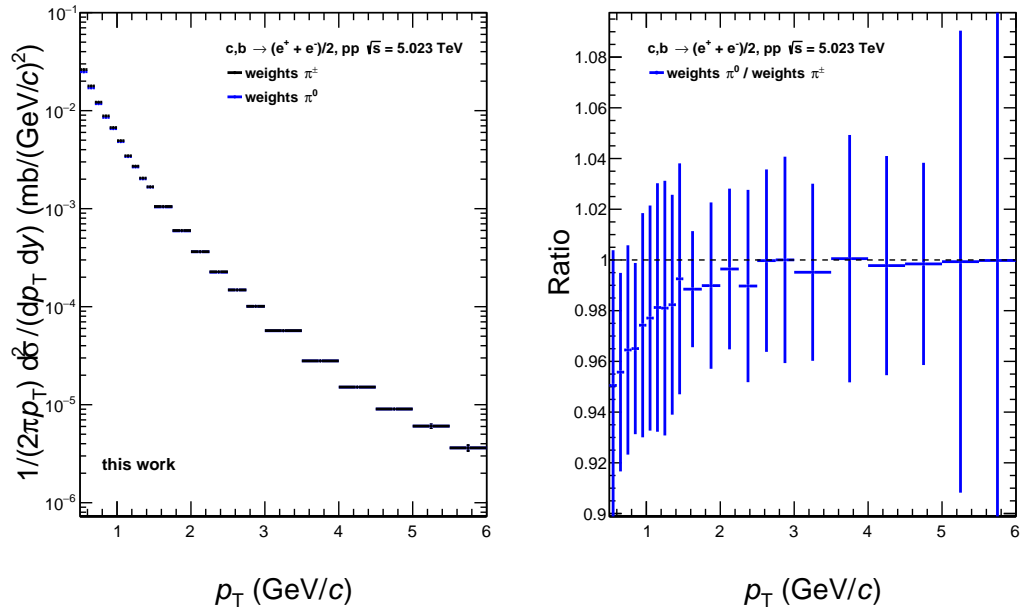 c,b → (e⁺ + e⁻)/2, pp √s = 5.023 TeV
weights π±
weights π⁰
this work
1/(2πp_T) d²σ/(dp_T dy) (mb/(GeV/c)²)
10⁻¹
10⁻²
10⁻³
10⁻⁴
10⁻⁵
10⁻⁶
1 2 3 4 5 6
p_T (GeV/c)
c,b → (e⁺ + e⁻)/2, pp √s = 5.023 TeV
weights π⁰ / weights π±
Ratio
1.08
1.06
1.04
1.02
1
0.98
0.96
0.94
0.92
0.9
1 2 3 4 5 6
p_T (GeV/c)